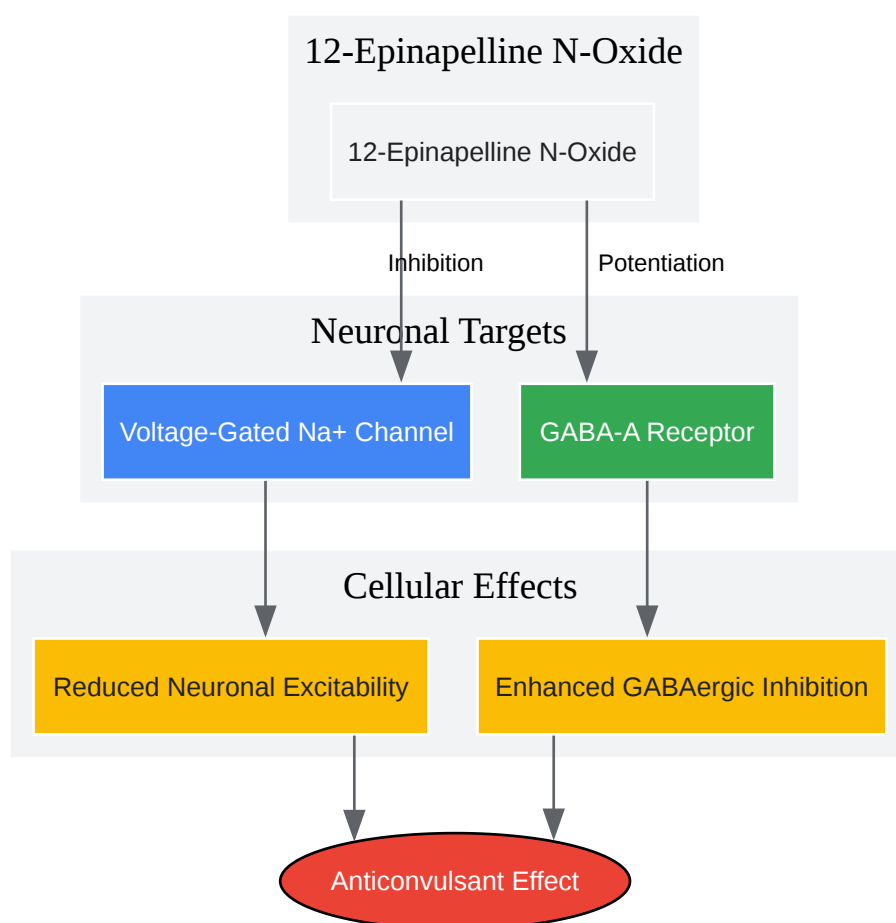 12-Epinapelline N-Oxide
12-Epinapelline N-Oxide
Inhibition
Potentiation
Neuronal Targets
Voltage-Gated Na+ Channel
GABA-A Receptor
Cellular Effects
Reduced Neuronal Excitability
Enhanced GABAergic Inhibition
Anticonvulsant Effect